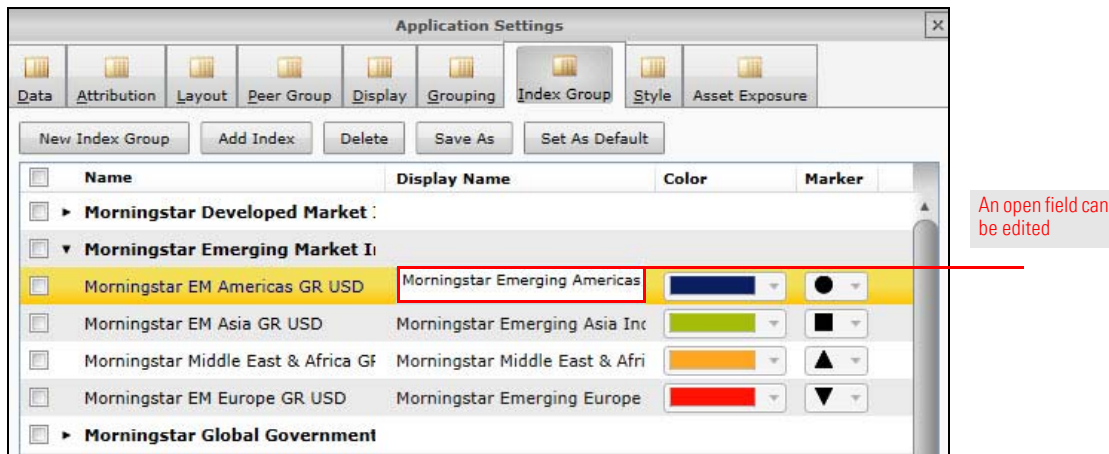 Application Settings
Data Attribution Layout Peer Group Display Grouping Index Group Style Asset Exposure
New Index Group Add Index Delete Save As Set As Default
Name Display Name Color Marker
Morningstar Developed Market
An open field can
be edited
Morningstar Emerging Market
Morningstar EM Americas GR USD Morningstar Emerging Americas
Morningstar EM Asia GR USD Morningstar Emerging Asia
Morningstar Middle East & Africa Morningstar Middle East & Afri
Morningstar EM Europe GR USD Morningstar Emerging Europe
Morningstar Global Government